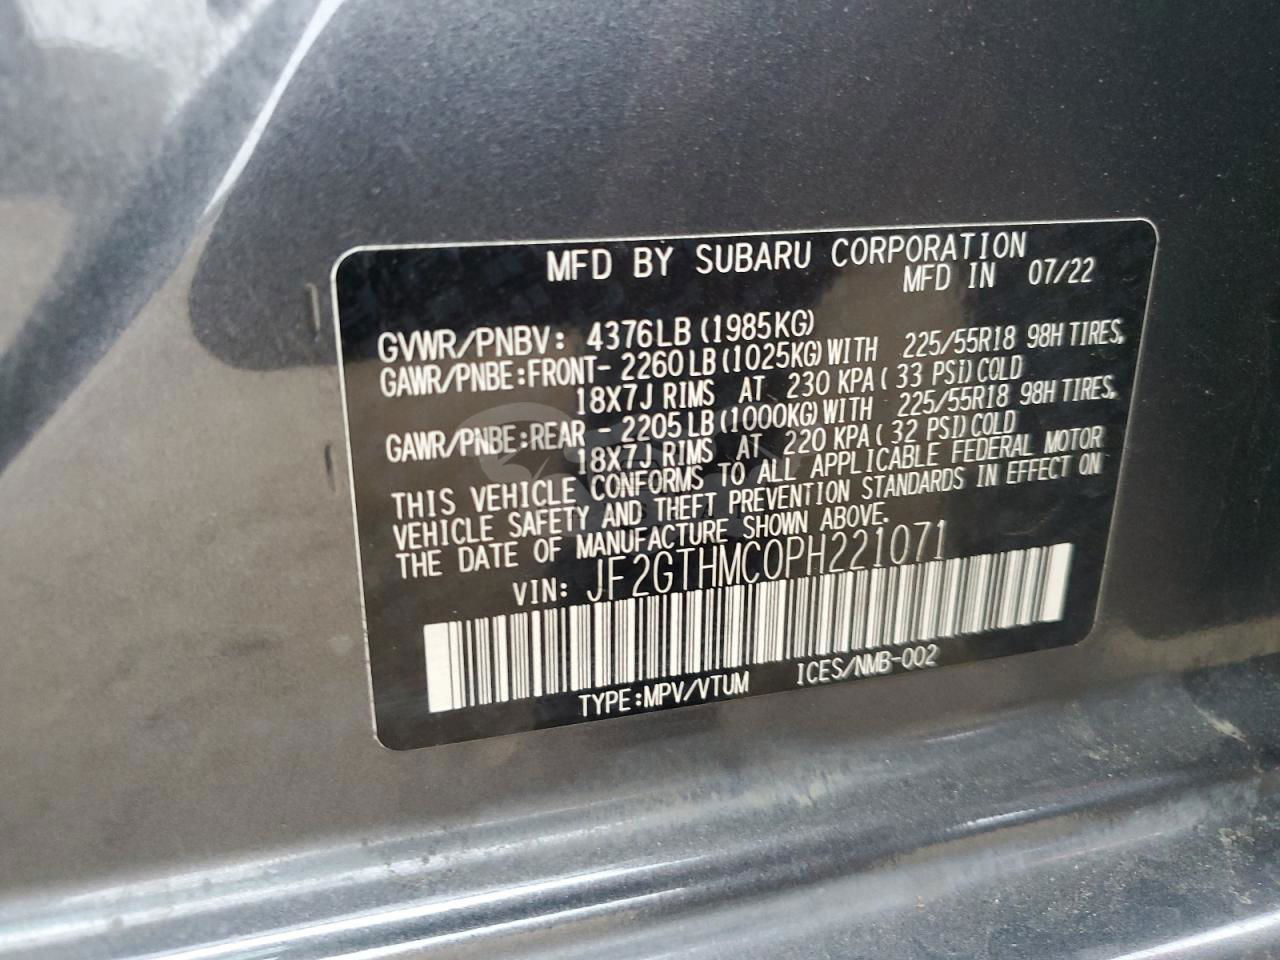 MFD BY SUBARU CORPORATION
MFD IN 07/22
GVWR/PNBV: 4376LB (1985KG)
GAWR/PNBE:FRONT- 2260LB (1025KG) WITH 225/55R18 98H TIRES,
18X7J RIMS AT 230 KPA ( 33 PSI) COLD
GAWR/PNBE:REAR - 2205LB (1000KG) WITH 225/55R18 98H TIRES,
18X7J RIMS AT 220 KPA ( 32 PSI) COLD
THIS VEHICLE CONFORMS TO ALL APPLICABLE FEDERAL MOTOR
VEHICLE SAFETY AND THEFT PREVENTION STANDARDS IN EFFECT ON
THE DATE OF MANUFACTURE SHOWN ABOVE.
VIN: JF2GTHMC0PH221071
TYPE:MPV/VTUM ICES/NMB-002